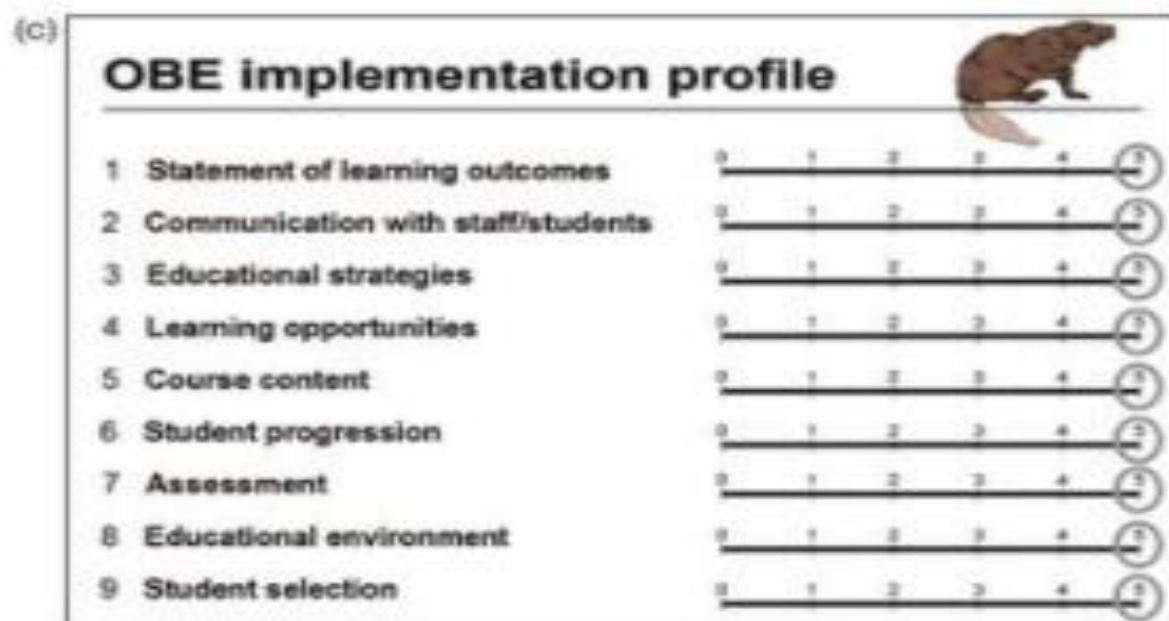 (c)
OBE implementation profile
1 Statement of learning outcomes 0 1 2 3 4 5
2 Communication with staff/students 0 1 2 3 4 5
3 Educational strategies 0 1 2 3 4 5
4 Learning opportunities 0 1 2 3 4 5
5 Course content 0 1 2 3 4 5
6 Student progression 0 1 2 3 4 5
7 Assessment 0 1 2 3 4 5
8 Educational environment 0 1 2 3 4 5
9 Student selection 0 1 2 3 4 5